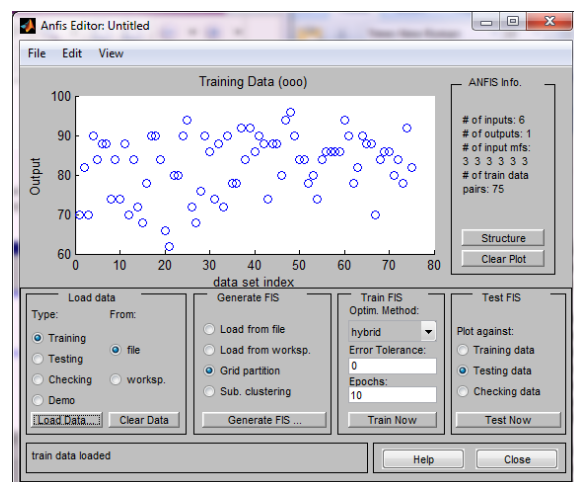 Anfis Editor: Untitled
File Edit View
Training Data (ooo)
100
90
80
70
60
Output
0 10 20 30 40 50 60 70 80
data set index
ANFIS Info.
# of inputs: 6
# of outputs: 1
# of input mfs:
3 3 3 3 3 3
# of train data
pairs: 75
Structure
Clear Plot
Load data
Type: From:
Training
Testing
Checking
Demo
file
worksp.
Load Data...
Clear Data
Generate FIS
Load from file
Load from worksp.
Grid partition
Sub. clustering
Generate FIS ...
Train FIS
Optim. Method:
hybrid
Error Tolerance:
0
Epochs:
10
Train Now
Test FIS
Plot against:
Training data
Testing data
Checking data
Test Now
train data loaded
Help
Close